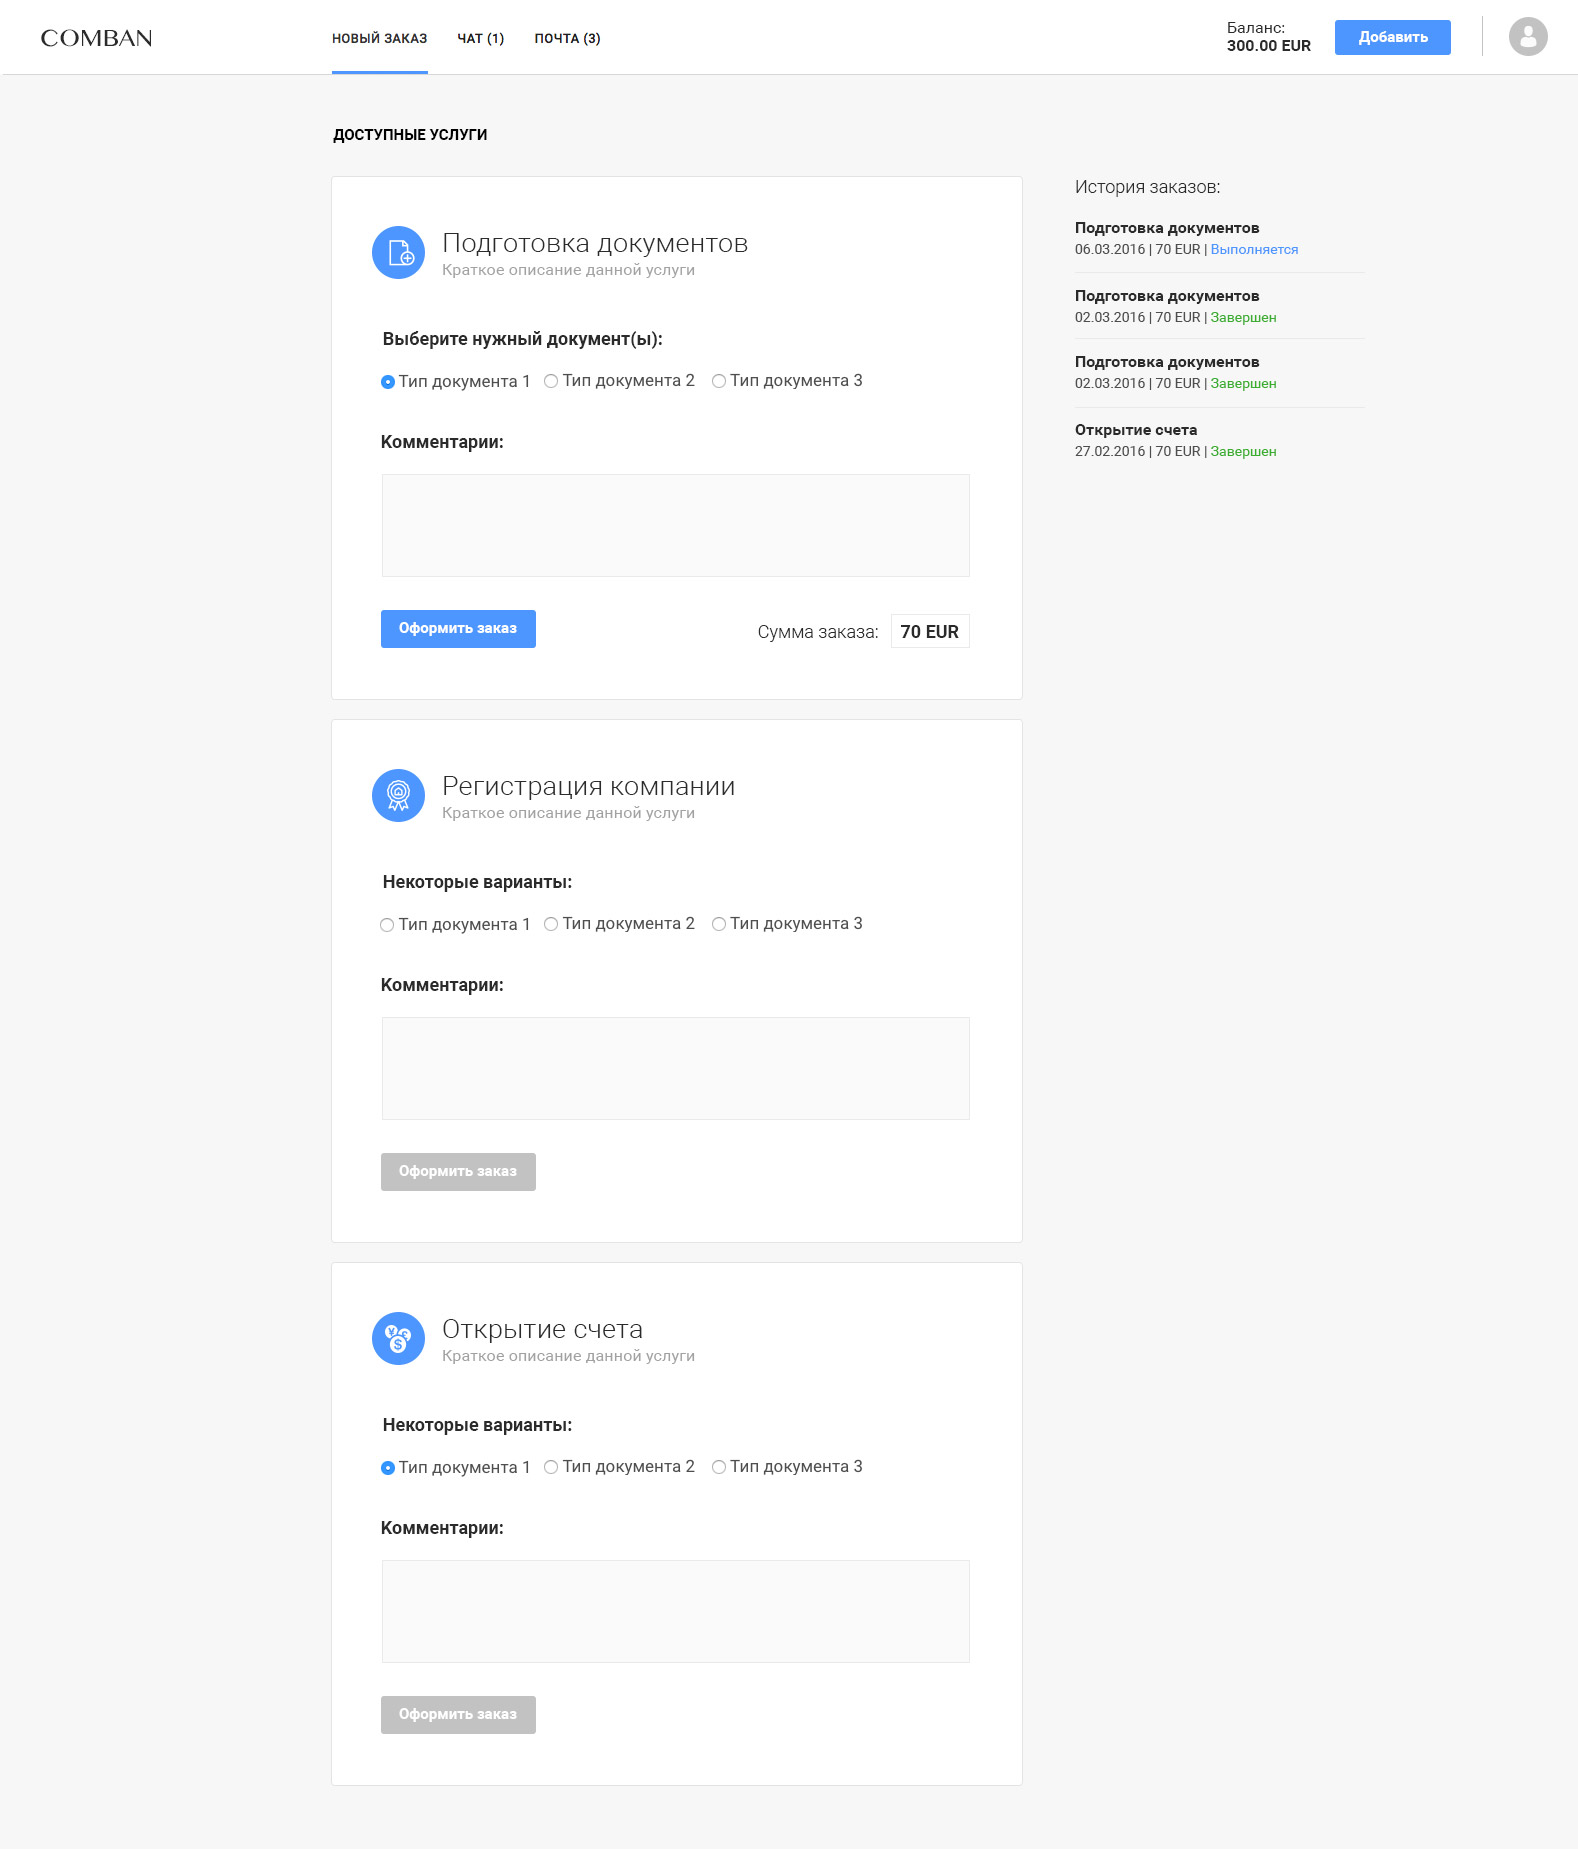 COMBAN
НОВЫЙ ЗАКАЗ
ЧАТ (1)
ПОЧТА (3)
Баланс:
300.00 EUR
Добавить
ДОСТУПНЫЕ УСЛУГИ
Подготовка документов
Краткое описание данной услуги
Выберите нужный документ(ы):
Тип документа 1 Тип документа 2 Тип документа 3
Комментарии:
Оформить заказ
Сумма заказа: 70 EUR
Регистрация компании
Краткое описание данной услуги
Некоторые варианты:
Тип документа 1 Тип документа 2 Тип документа 3
Комментарии:
Оформить заказ
Открытие счета
Краткое описание данной услуги
Некоторые варианты:
Тип документа 1 Тип документа 2 Тип документа 3
Комментарии:
Оформить заказ
История заказов:
Подготовка документов
06.03.2016 | 70 EUR | Выполняется
Подготовка документов
02.03.2016 | 70 EUR | Завершен
Подготовка документов
02.03.2016 | 70 EUR | Завершен
Открытие счета
27.02.2016 | 70 EUR | Завершен